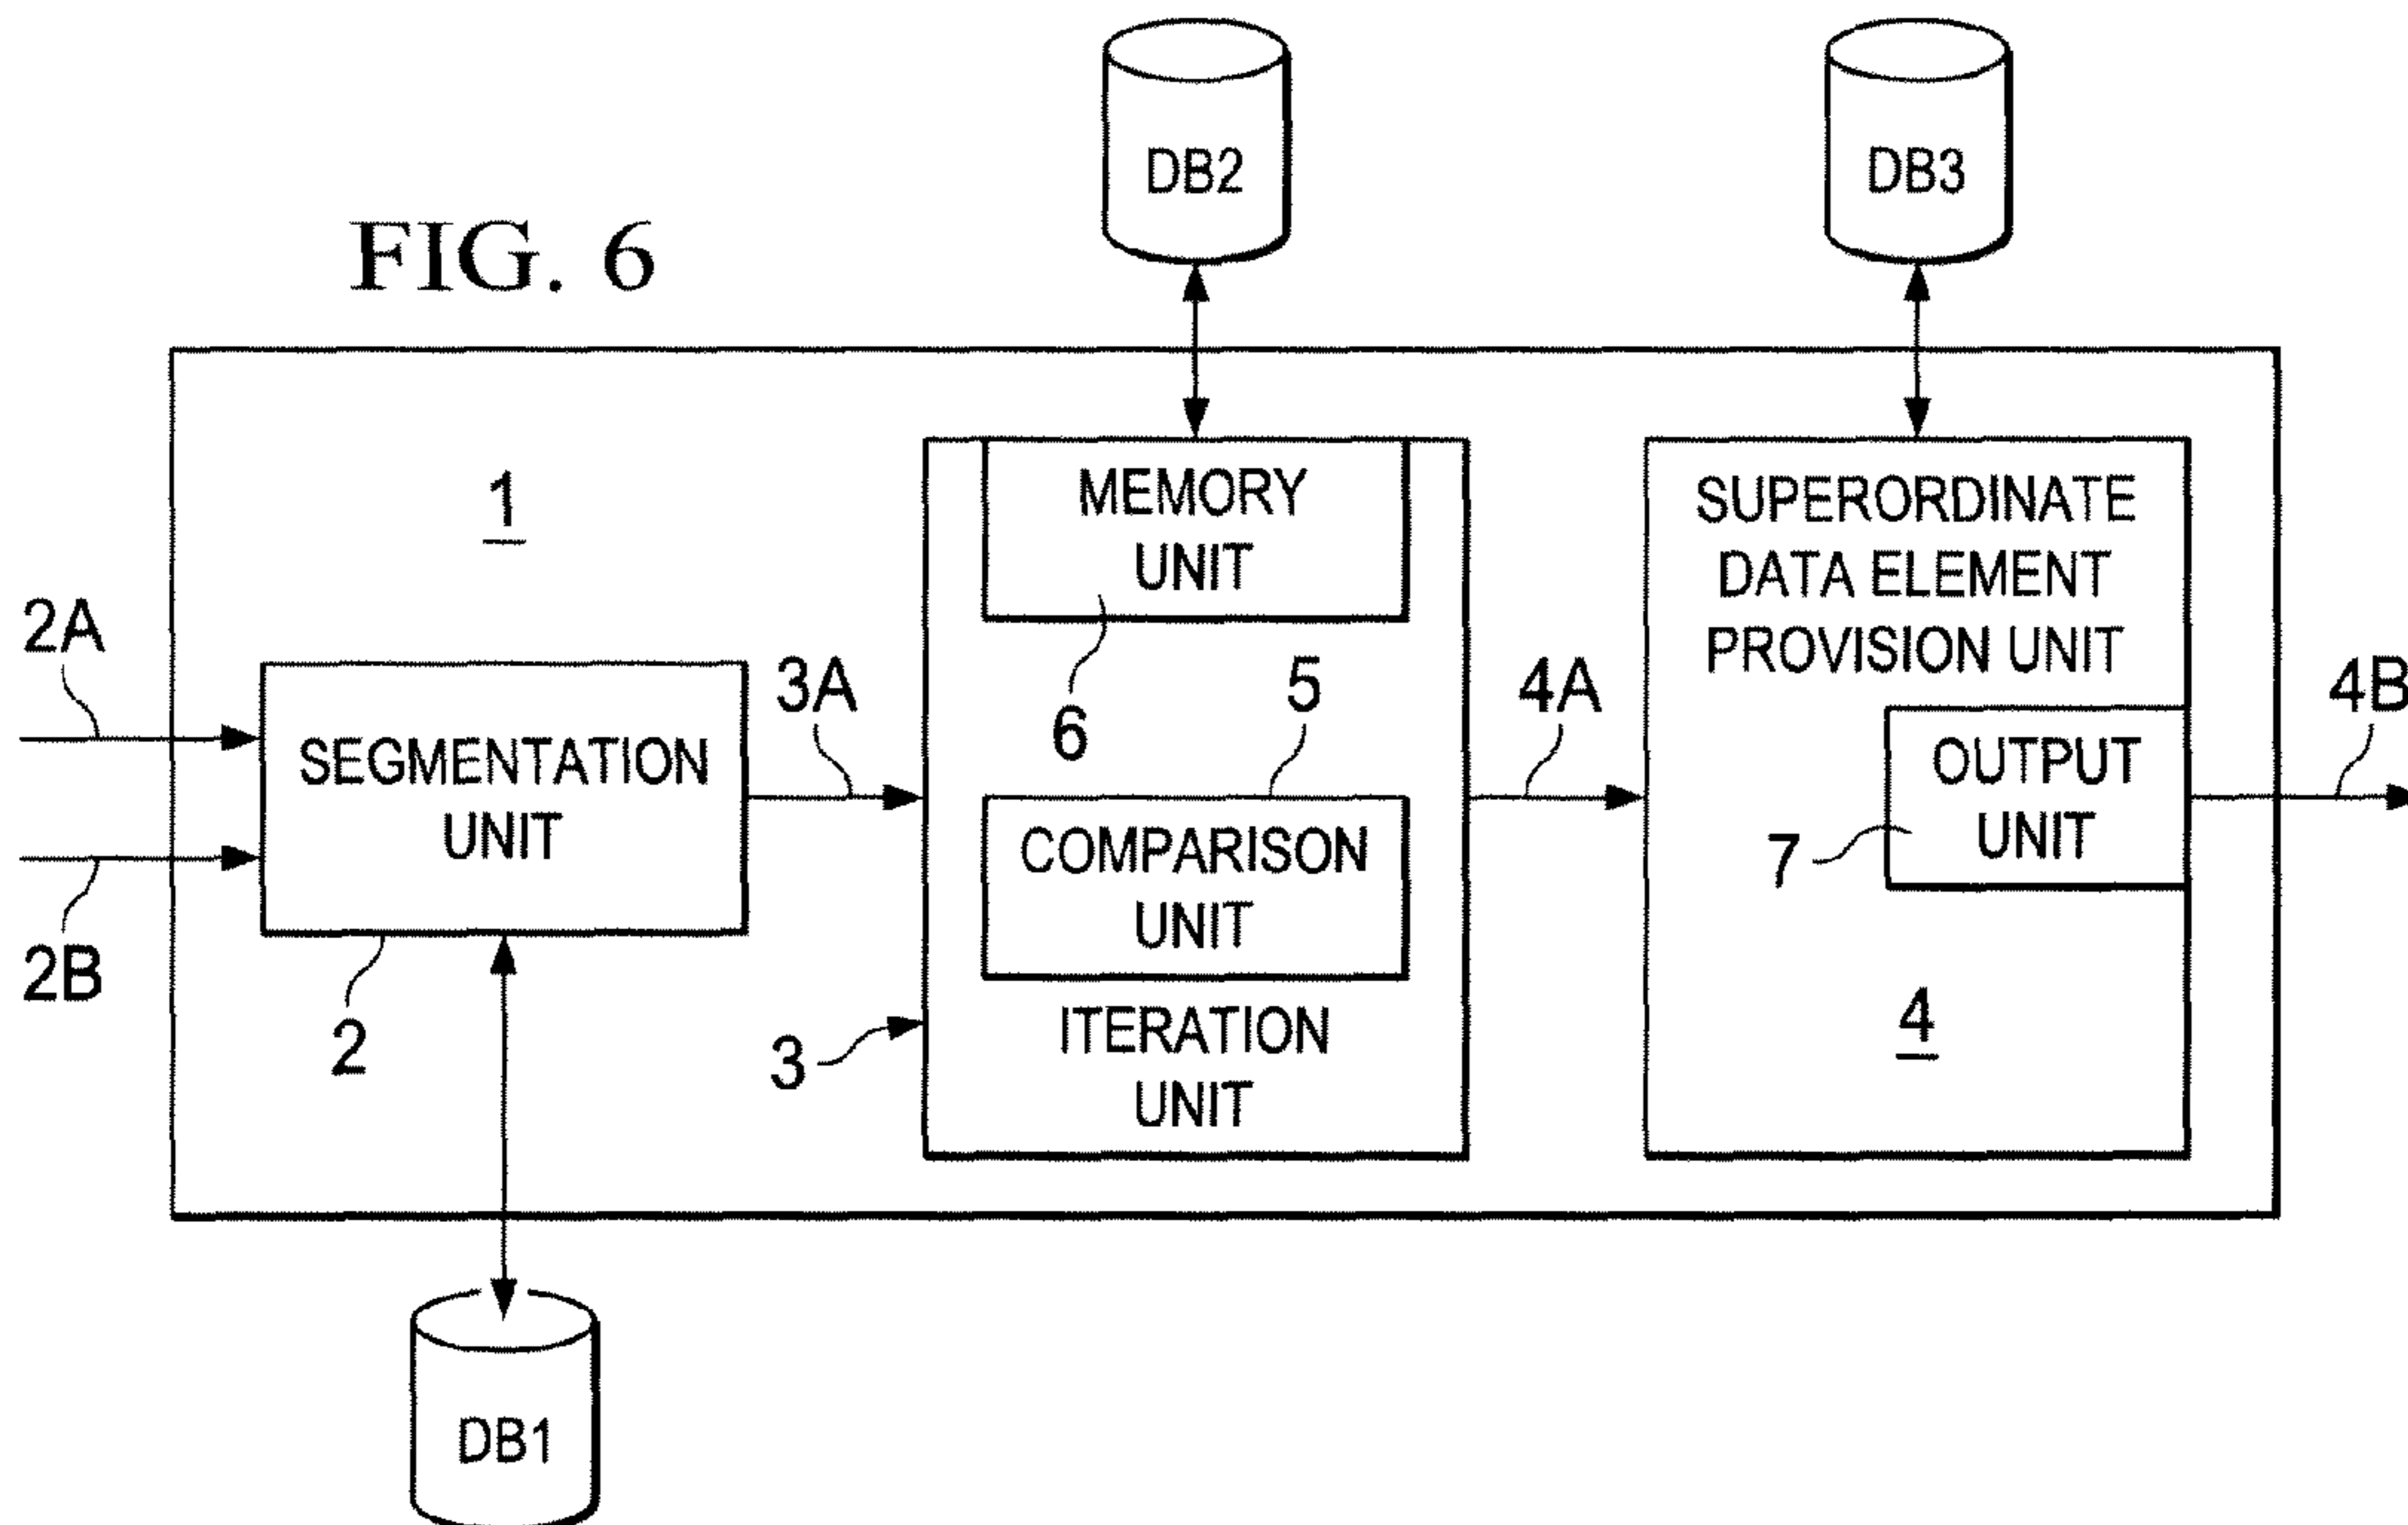 FIG. 6
DB2
DB3
1
2A
2B
SEGMENTATION
UNIT
2
DB1
3A
MEMORY
UNIT
6
5
COMPARISON
UNIT
3
ITERATION
UNIT
4A
SUPERORDINATE
DATA ELEMENT
PROVISION UNIT
OUTPUT
UNIT
7
4
4B